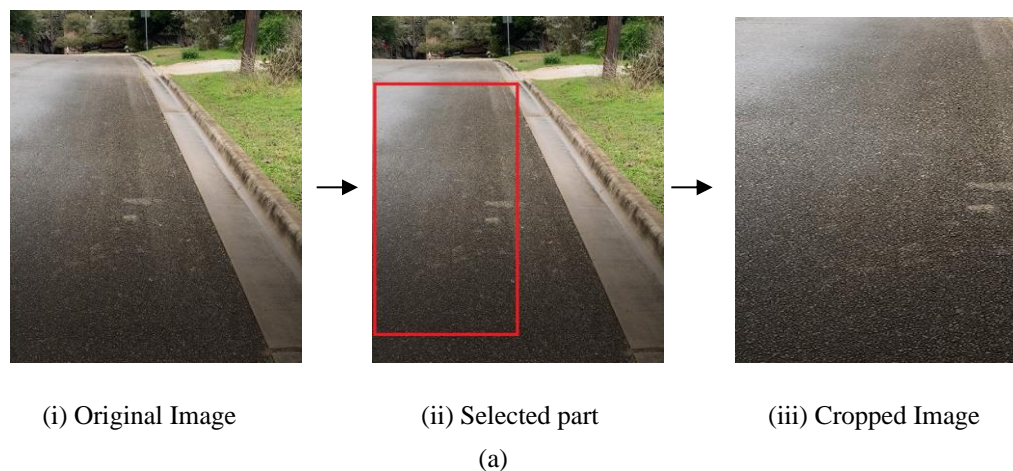 (i) Original Image (ii) Selected part (iii) Cropped Image
(a)